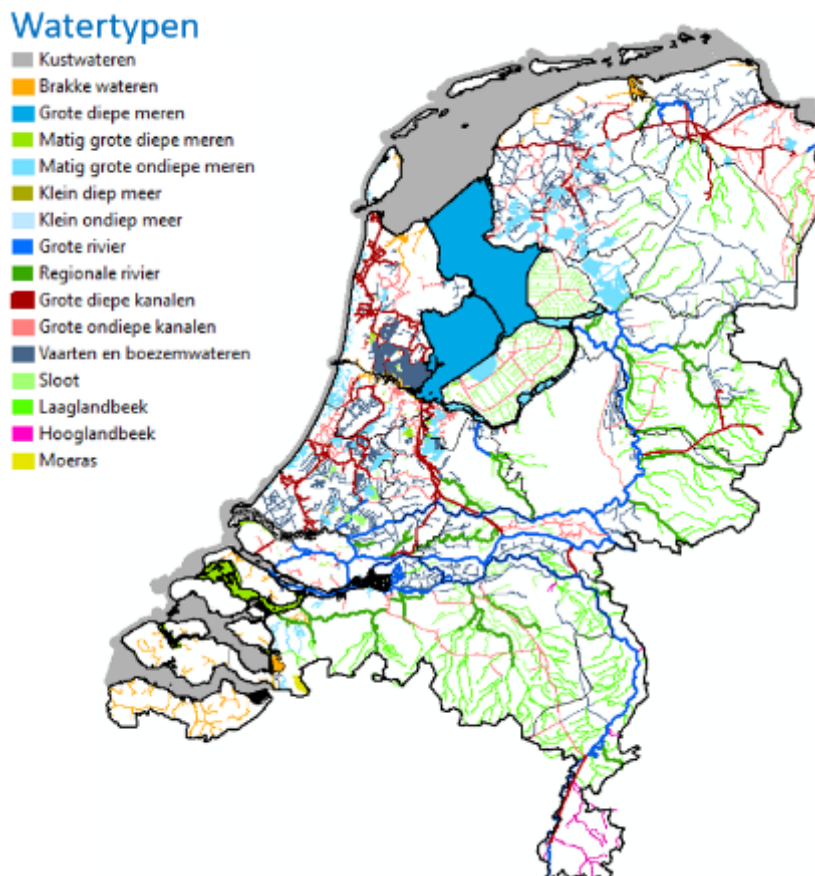 Watertypen
Kustwateren
Brakke wateren
Grote diepe meren
Matig grote diepe meren
Matig grote ondiepe meren
Klein diep meer
Klein ondiep meer
Grote rivier
Regionale rivier
Grote diepe kanalen
Grote ondiepe kanalen
Vaarten en boezemwateren
Sloot
Laaglandbeek
Hooglandbeek
Moeras